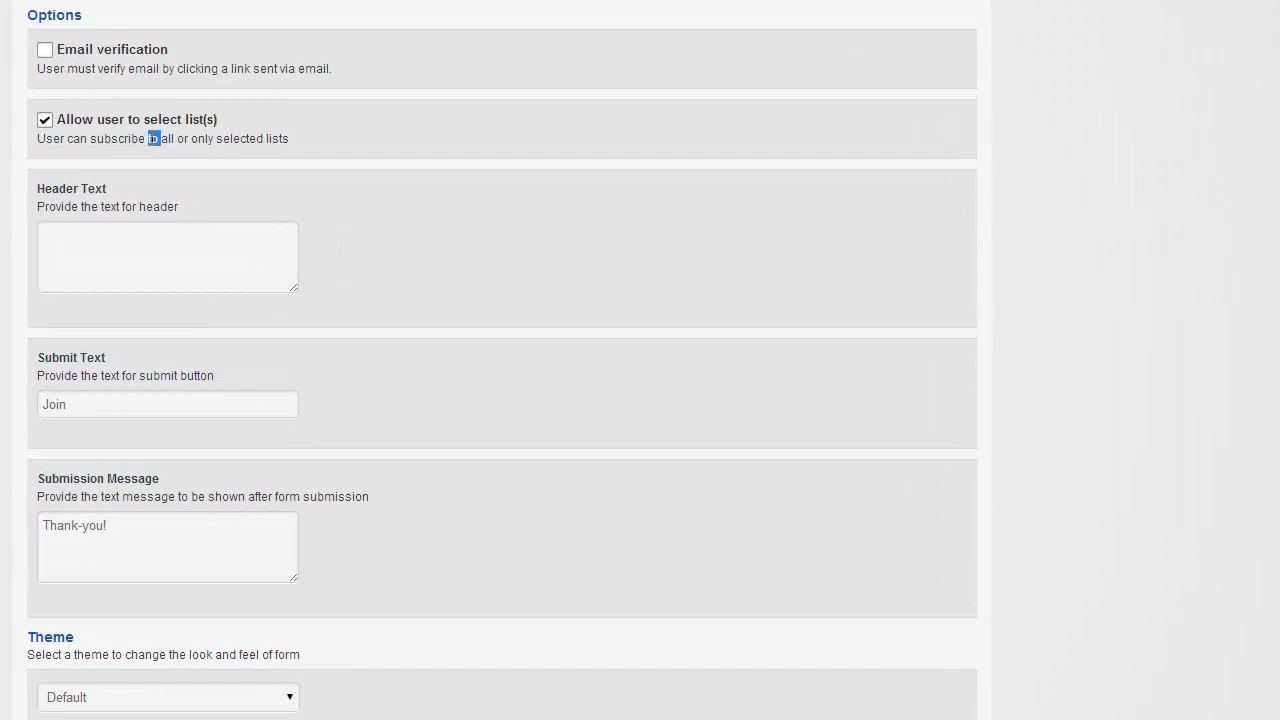 Options
Email verification
User must verify email by clicking a link sent via email.
Allow user to select list(s)
User can subscribe to all or only selected lists
Header Text
Provide the text for header
Submit Text
Provide the text for submit button
Join
Submission Message
Provide the text message to be shown after form submission
Thank-you!
Theme
Select a theme to change the look and feel of form
Default